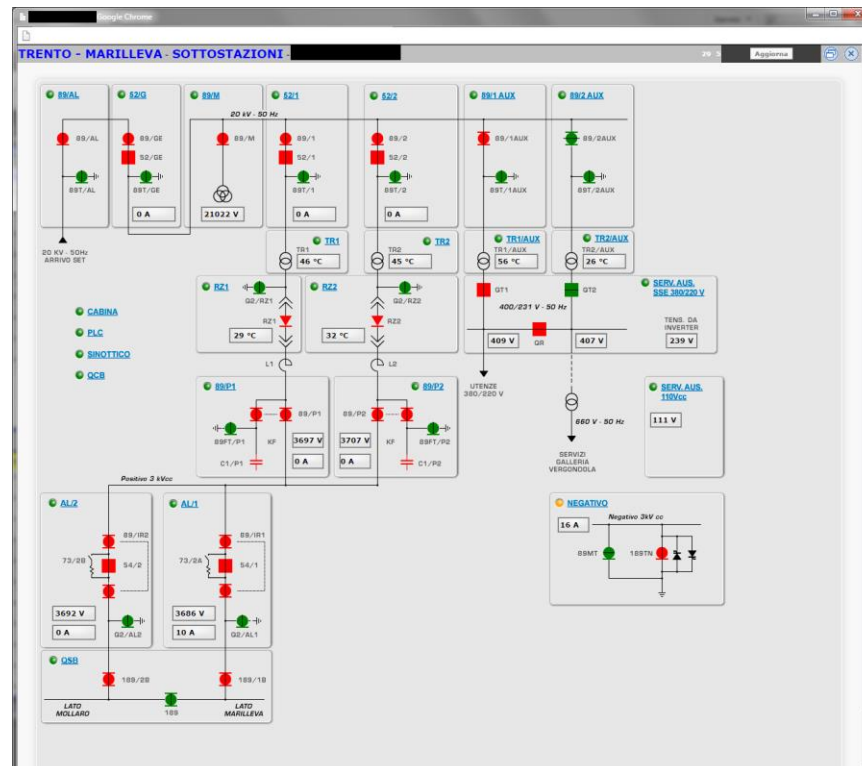 Google Chrome
TRENTO - MARILLEVA - SOTTOSTAZIONI -
Aggiorna
89/AL
52/G
89/M
52/1
52/2
89/1 AUX
89/2 AUX
20 kV - 50 Hz
89/AL
89/GE
89/M
89/1
89/2
89/1AUX
89/2AUX
52/GE
52/1
52/2
89T/AL
89T/GE
89T/1
89T/2
89T/1AUX
89T/2AUX
0 A
21022 V
0 A
0 A
20 KV - 50Hz
ARRIVO SET
TR1
TR2
TR1/AUX
TR2/AUX
TR1
TR2
TR1/AUX
TR2/AUX
46 °C
45 °C
56 °C
26 °C
RZ1
RZ2
SERV. AUS.
SSE 380/220 V
Q2/RZ1
Q2/RZ2
QT1
QT2
400/231 V - 50 Hz
CABINA
PLC
SINOTTICO
QCB
RZ1
RZ2
29 °C
32 °C
TENS. DA
INVERTER
409 V
QR
407 V
239 V
L1
L2
UTENZE
380/220 V
89/P1
89/P2
SERV. AUS.
110Vcc
89/P1
89/P2
111 V
660 V - 50 Hz
89FT/P1
KF
3697 V
3707 V
KF
89FT/P2
C1/P1
0 A
0 A
C1/P2
SERVIZI
GALLERIA
VERGONDOLA
Positivo 3 kVcc
AL/2
AL/1
NEGATIVO
16 A
Negativo 3kV cc
89/IR2
89/IR1
73/2B
54/2
73/2A
54/1
89MT
189TN
3692 V
3686 V
0 A
Q2/AL2
10 A
Q2/AL1
QSB
189/2B
189/1B
LATO
MOLLARO
189
LATO
MARILLEVA